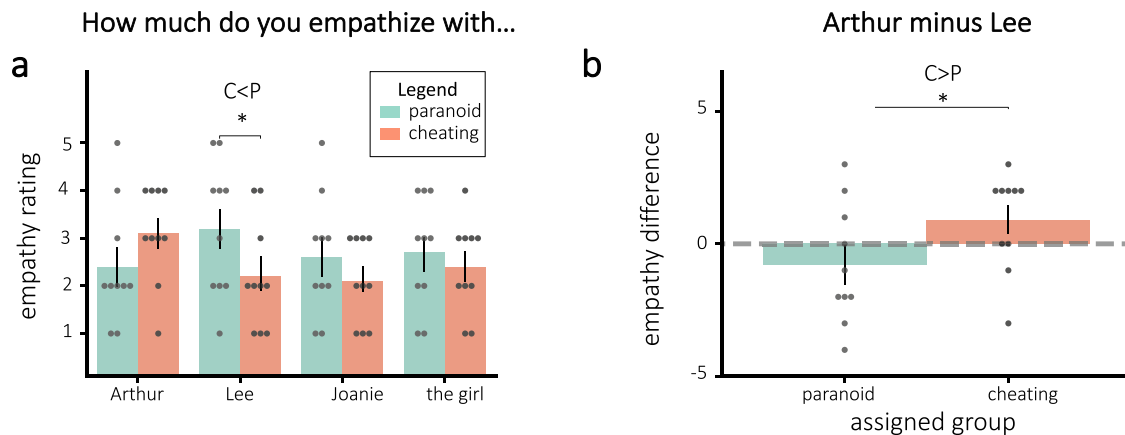 How much do you empathize with...
Arthur minus Lee
a
C<P
*
Legend
paranoid
cheating
empathy rating
5
4
3
2
1
Arthur
Lee
Joanie
the girl
b
C>P
*
empathy difference
5
0
-5
paranoid
cheating
assigned group